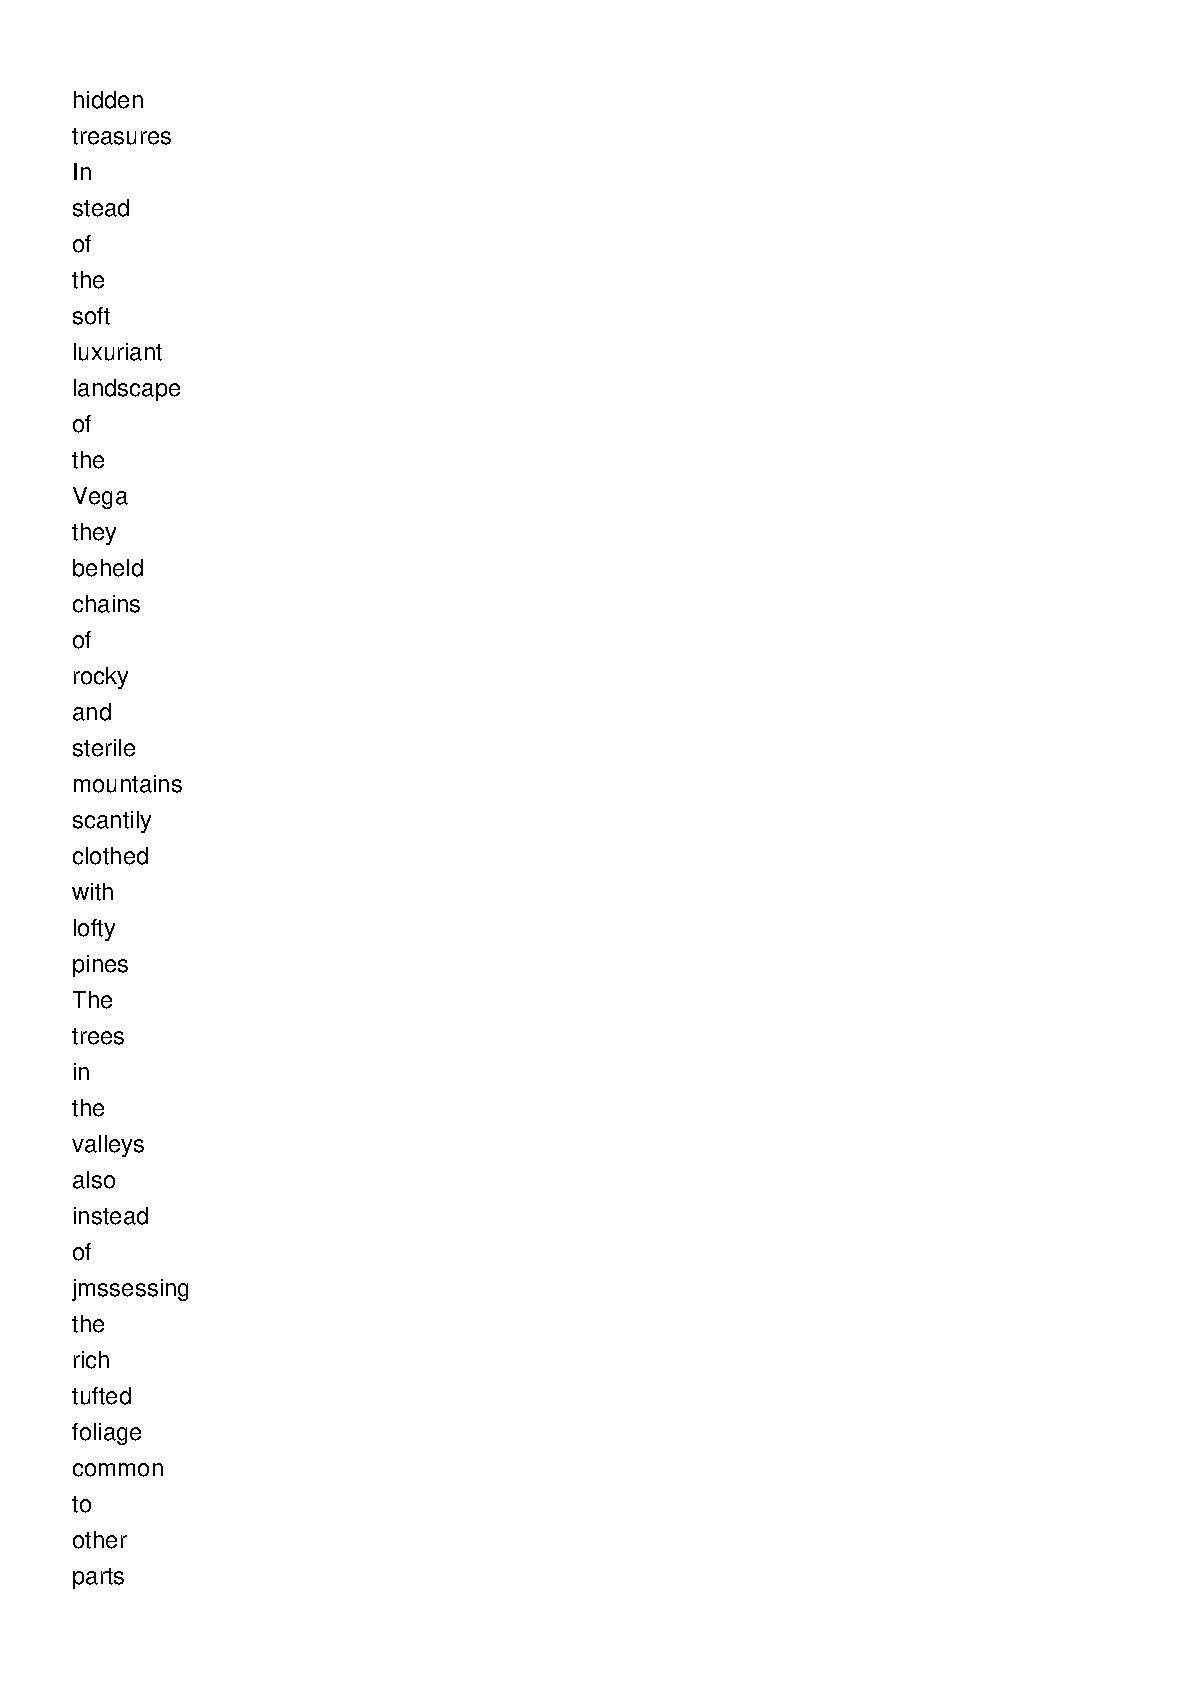 hidden
treasures
In
stead
of
the
soft
luxuriant
landscape
of
the
Vega
they
beheld
chains
of
rocky
and
sterile
mountains
scantily
clothed
with
lofty
pines
The
trees
in
the
valleys
also
instead
of
jmssessing
the
rich
tufted
foliage
common
to
other
parts